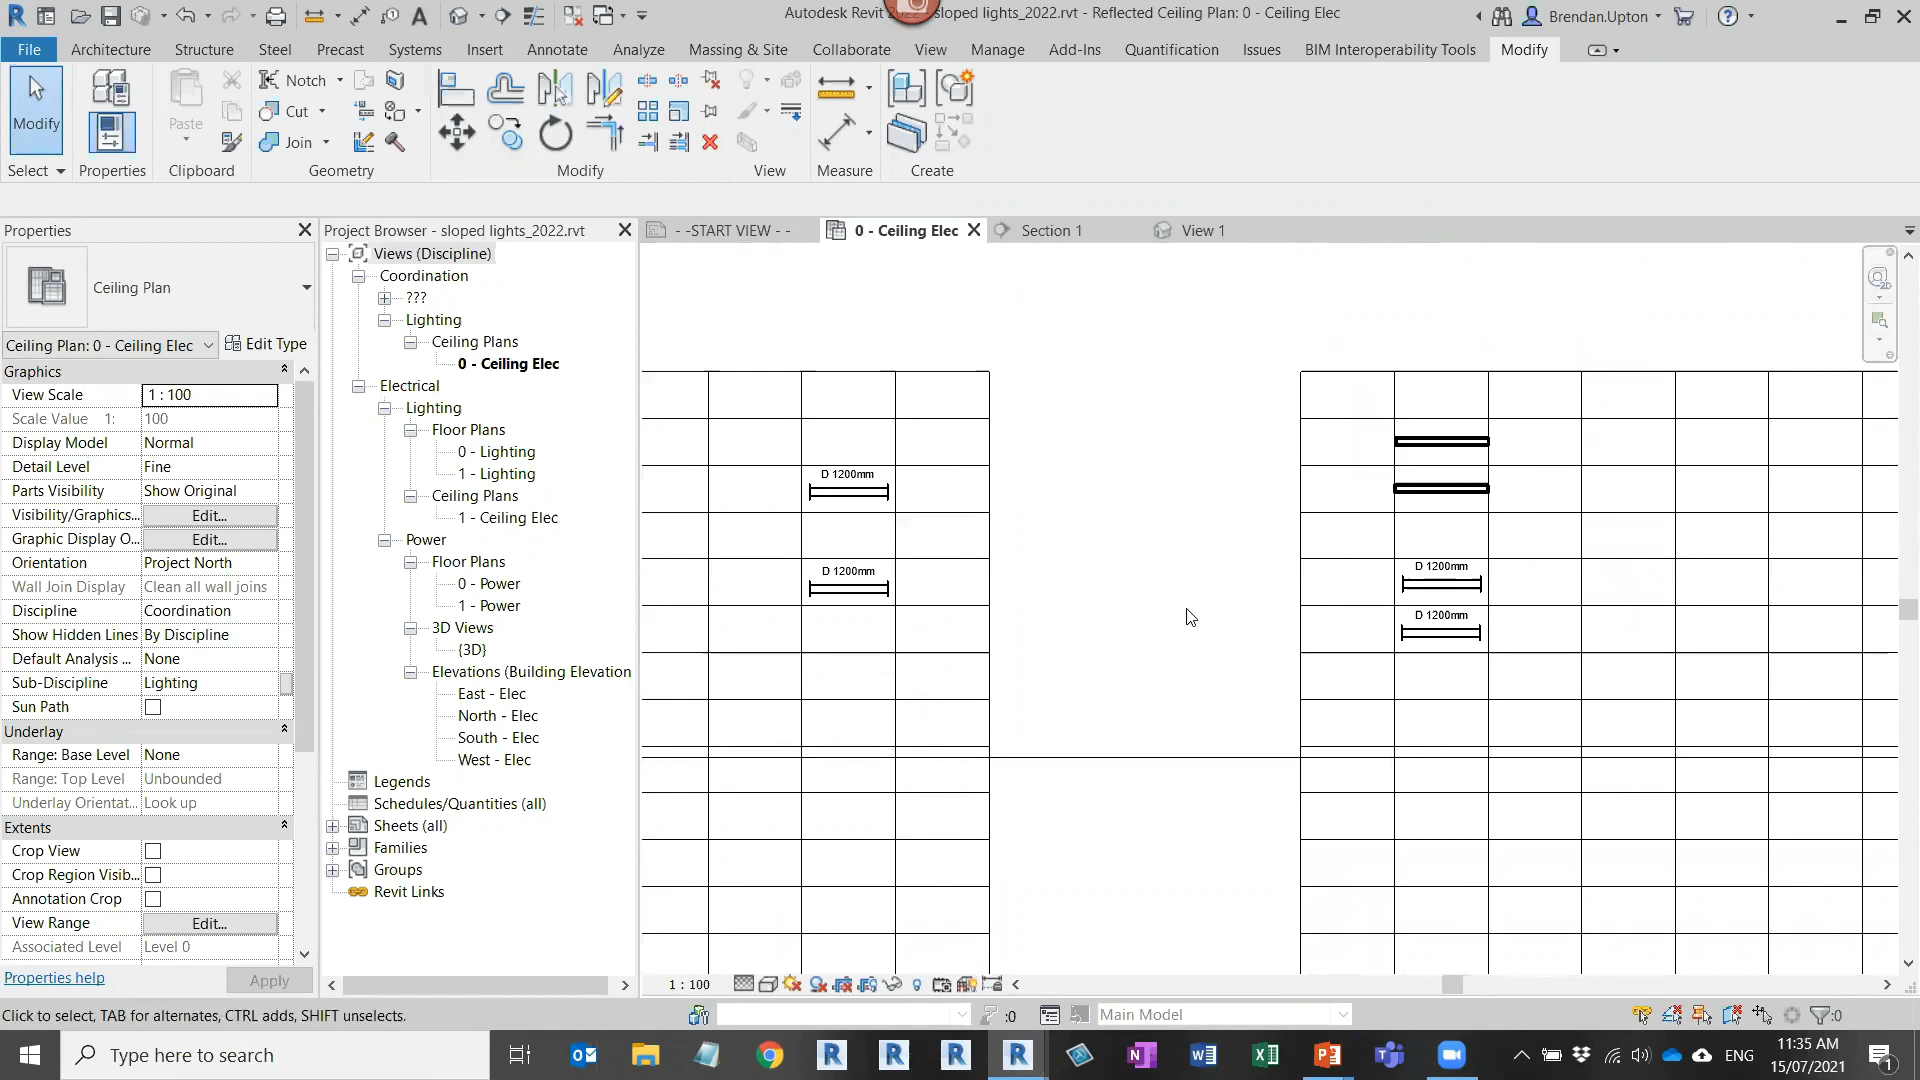 Autodesk Revit 2022 - sloped lights_2022.rvt - Reflected Ceiling Plan: 0 - Ceiling Elec
Brendan.Upton
File Architecture Structure Steel Precast Systems Insert Annotate Analyze Massing & Site Collaborate View Manage Add-Ins Quantification Issues BIM Interoperability Tools Modify
Modify
Paste
Notch
Cut
Join
Select Properties Clipboard Geometry Modify View Measure Create
Properties
Ceiling Plan
Ceiling Plan: 0 - Ceiling Elec Edit Type
Graphics
View Scale 1 : 100
Scale Value 1: 100
Display Model Normal
Detail Level Fine
Parts Visibility Show Original
Visibility/Graphics... Edit...
Graphic Display O... Edit...
Orientation Project North
Wall Join Display Clean all wall joins
Discipline Coordination
Show Hidden Lines By Discipline
Default Analysis ... None
Sub-Discipline Lighting
Sun Path
Underlay
Range: Base Level None
Range: Top Level Unbounded
Underlay Orientat... Look up
Extents
Crop View
Crop Region Visib...
Annotation Crop
View Range Edit...
Associated Level Level 0
Properties help Apply
Project Browser - sloped lights_2022.rvt
Views (Discipline)
Coordination
???
Lighting
Ceiling Plans
0 - Ceiling Elec
Electrical
Lighting
Floor Plans
0 - Lighting
1 - Lighting
Ceiling Plans
1 - Ceiling Elec
Power
Floor Plans
0 - Power
1 - Power
3D Views
{3D}
Elevations (Building Elevation
East - Elec
North - Elec
South - Elec
West - Elec
Legends
Schedules/Quantities (all)
Sheets (all)
Families
Groups
Revit Links
- -START VIEW - - 0 - Ceiling Elec Section 1 View 1
2D
D 1200mm
D 1200mm
D 1200mm
D 1200mm
1 : 100
Click to select, TAB for alternates, CTRL adds, SHIFT unselects.
:0
Main Model
:0
Type here to search
ENG
11:35 AM
15/07/2021
1